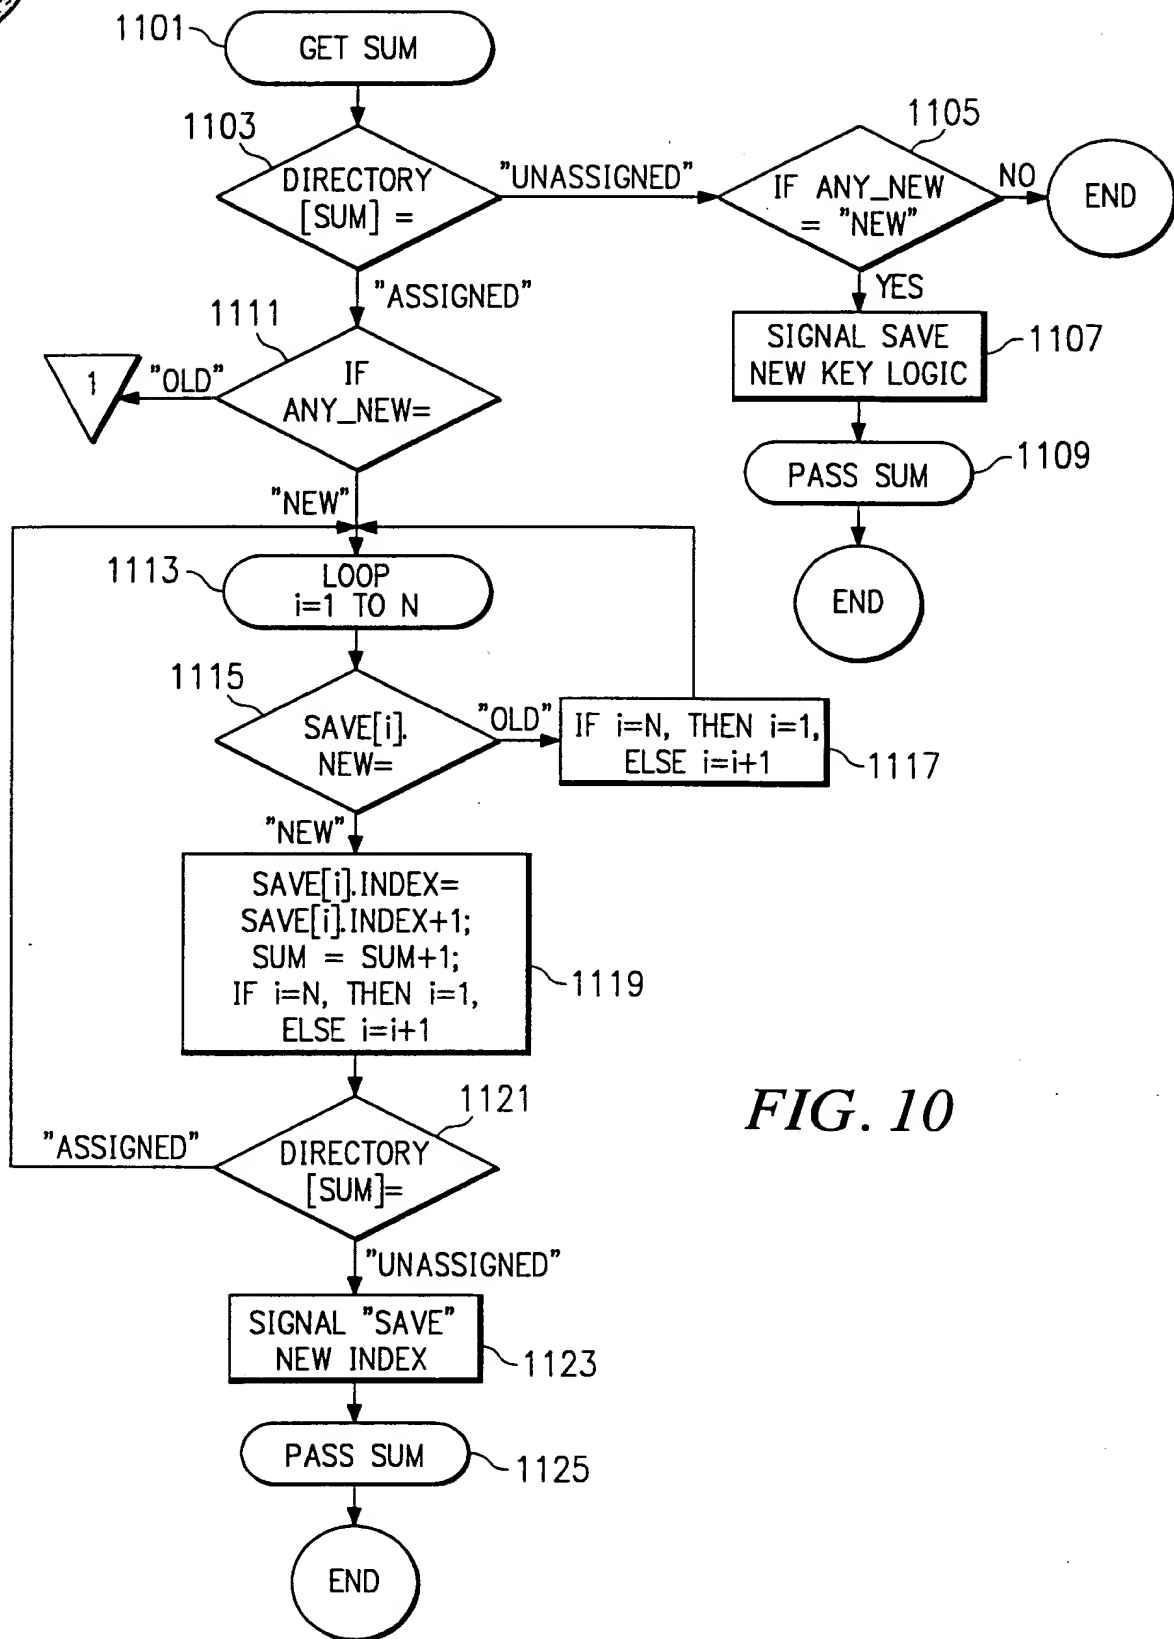 1101
GET SUM
1103
DIRECTORY
[SUM] =
"UNASSIGNED"
1105
IF ANY_NEW
= "NEW"
NO
END
"ASSIGNED"
YES
1111
IF
ANY_NEW=
"OLD"
1
SIGNAL SAVE
NEW KEY LOGIC
1107
PASS SUM
1109
END
"NEW"
1113
LOOP
i=1 TO N
1115
SAVE[i].
NEW=
"OLD"
IF i=N, THEN i=1,
ELSE i=i+1
1117
"NEW"
SAVE[i].INDEX=
SAVE[i].INDEX+1;
SUM = SUM+1;
IF i=N, THEN i=1,
ELSE i=i+1
1119
1121
DIRECTORY
[SUM]=
"ASSIGNED"
"UNASSIGNED"
SIGNAL "SAVE"
NEW INDEX
1123
PASS SUM
1125
END
FIG. 10